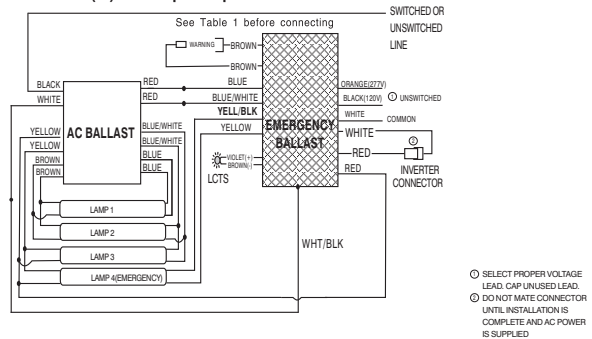 SWITCHED OR
UNSWITCHED
LINE
See Table 1 before connecting
WARNING
BROWN
BROWN
BLACK
WHITE
RED
RED
BLUE
BLUE/WHITE
YELL/BLK
YELLOW
ORANGE(277V)
BLACK(120V)
1 UNSWITCHED
WHITE
COMMON
WHITE
2
RED
RED
INVERTER
CONNECTOR
AC BALLAST
EMERGENCY
BALLAST
YELLOW
YELLOW
BROWN
BROWN
BLUE/WHITE
BLUE/WHITE
BLUE
BLUE
VIOLET(+)
BROWN(-)
LCTS
LAMP 1
LAMP 2
LAMP 3
LAMP 4(EMERGENCY)
WHT/BLK
1 SELECT PROPER VOLTAGE
LEAD. CAP UNUSED LEAD.
2 DO NOT MATE CONNECTOR
UNTIL INSTALLATION IS
COMPLETE AND AC POWER
IS SUPPLIED